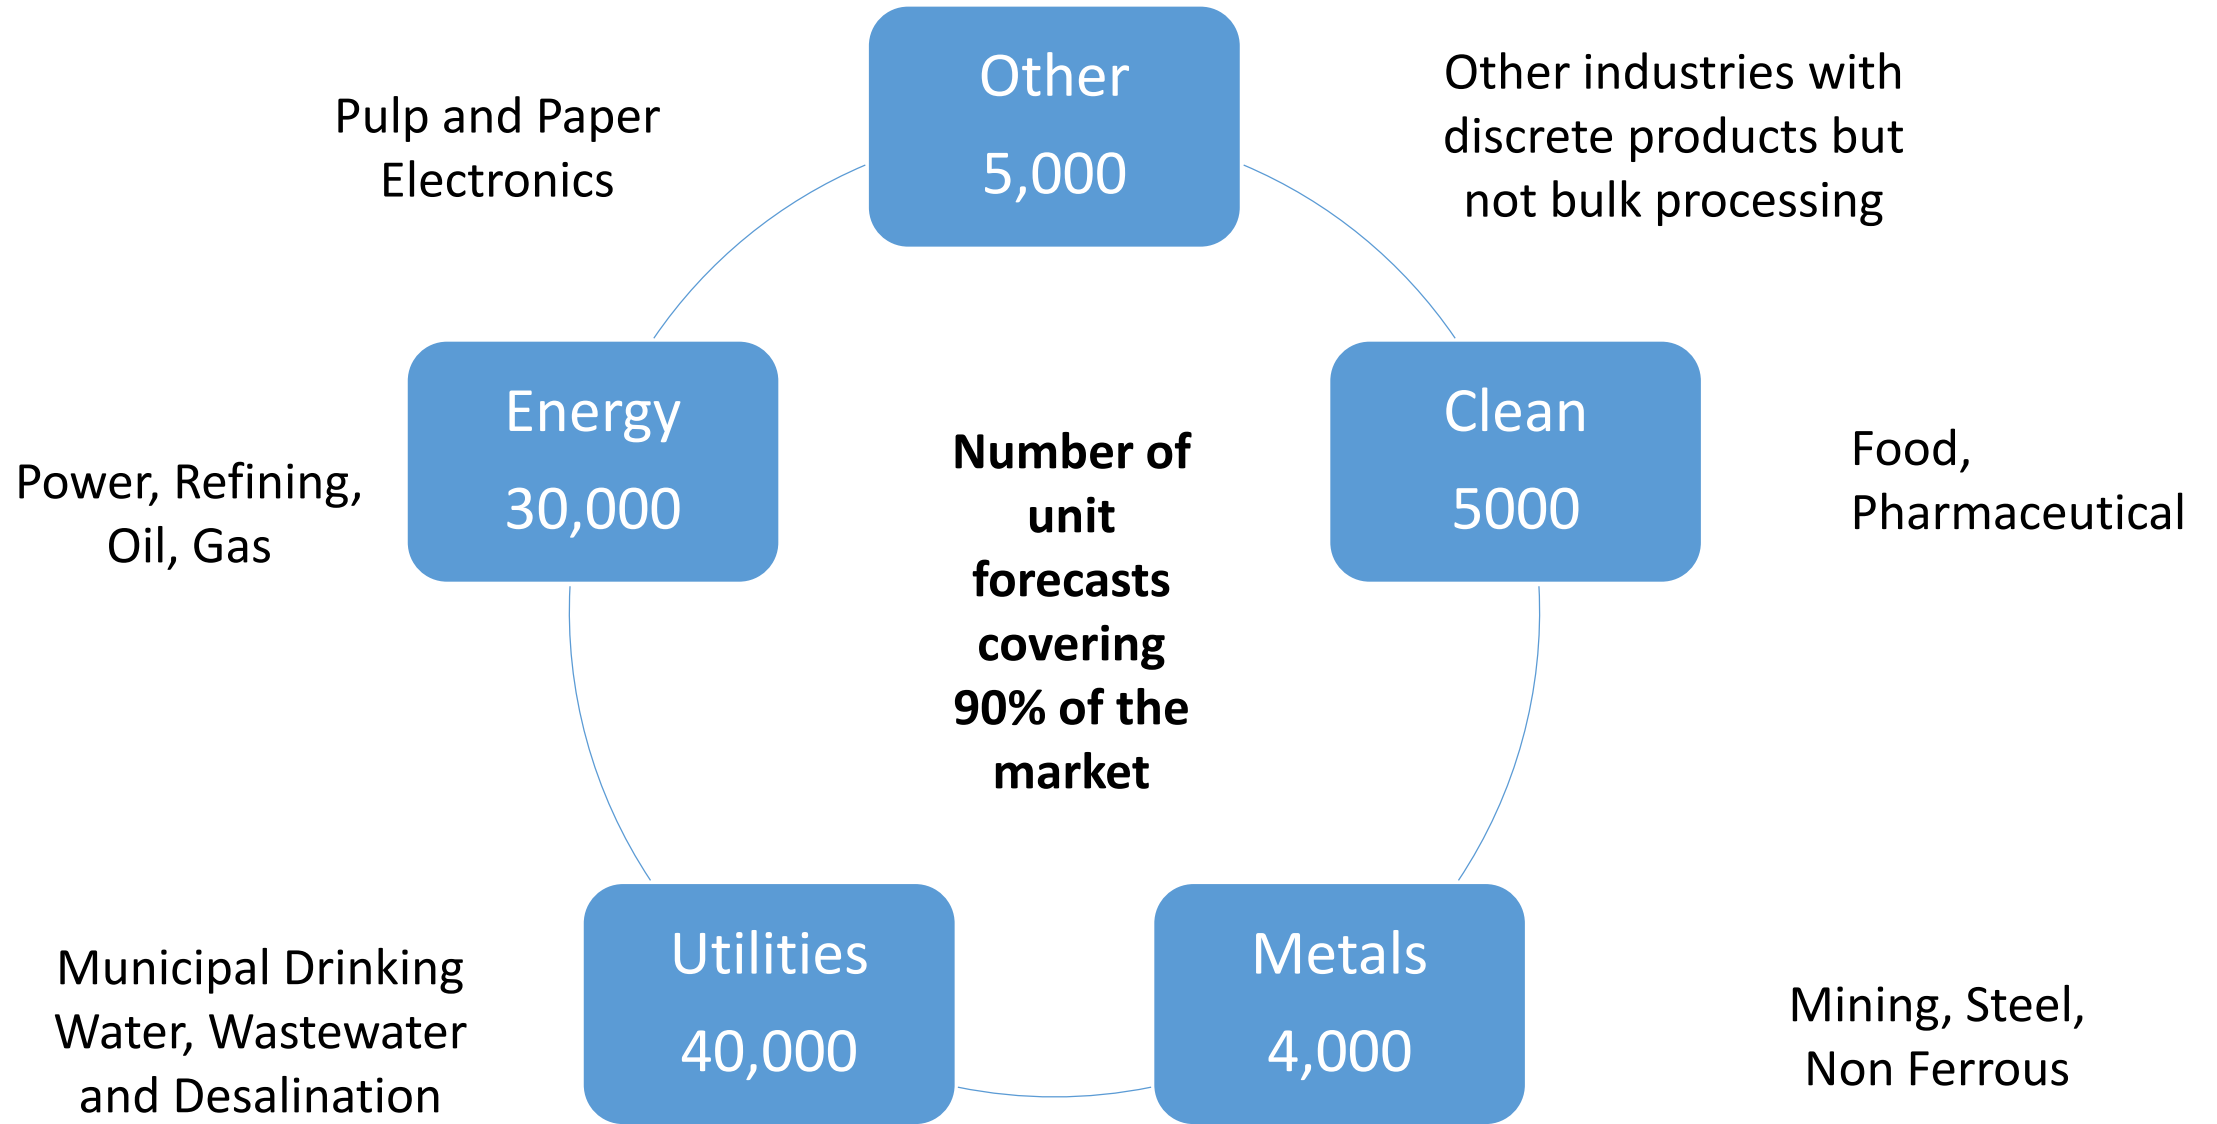 Other
5,000
Pulp and Paper
Electronics
Other industries with
discrete products but
not bulk processing
Energy
30,000
Power, Refining,
Oil, Gas
Number of
unit
forecasts
covering
90% of the
market
Clean
5000
Food,
Pharmaceutical
Utilities
40,000
Municipal Drinking
Water, Wastewater
and Desalination
Metals
4,000
Mining, Steel,
Non Ferrous